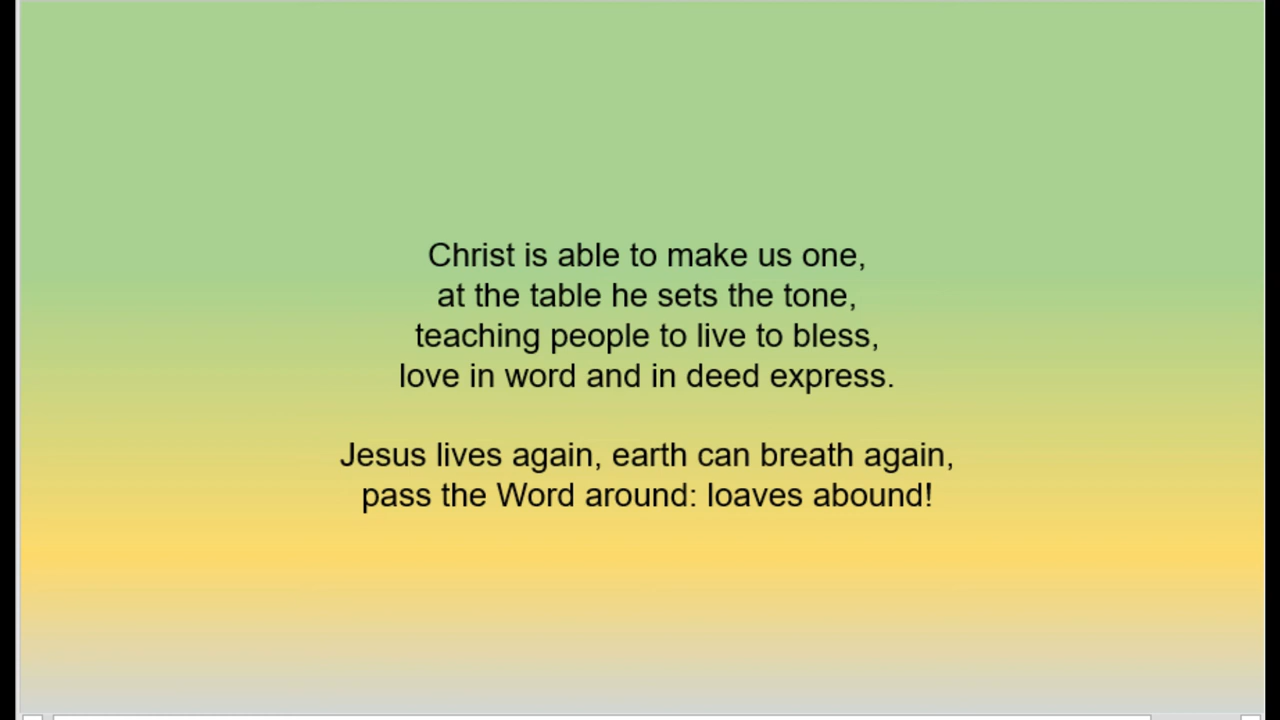 Christ is able to make us one,
at the table he sets the tone,
teaching people to live to bless,
love in word and in deed express.
Jesus lives again, earth can breath again,
pass the Word around: loaves abound!